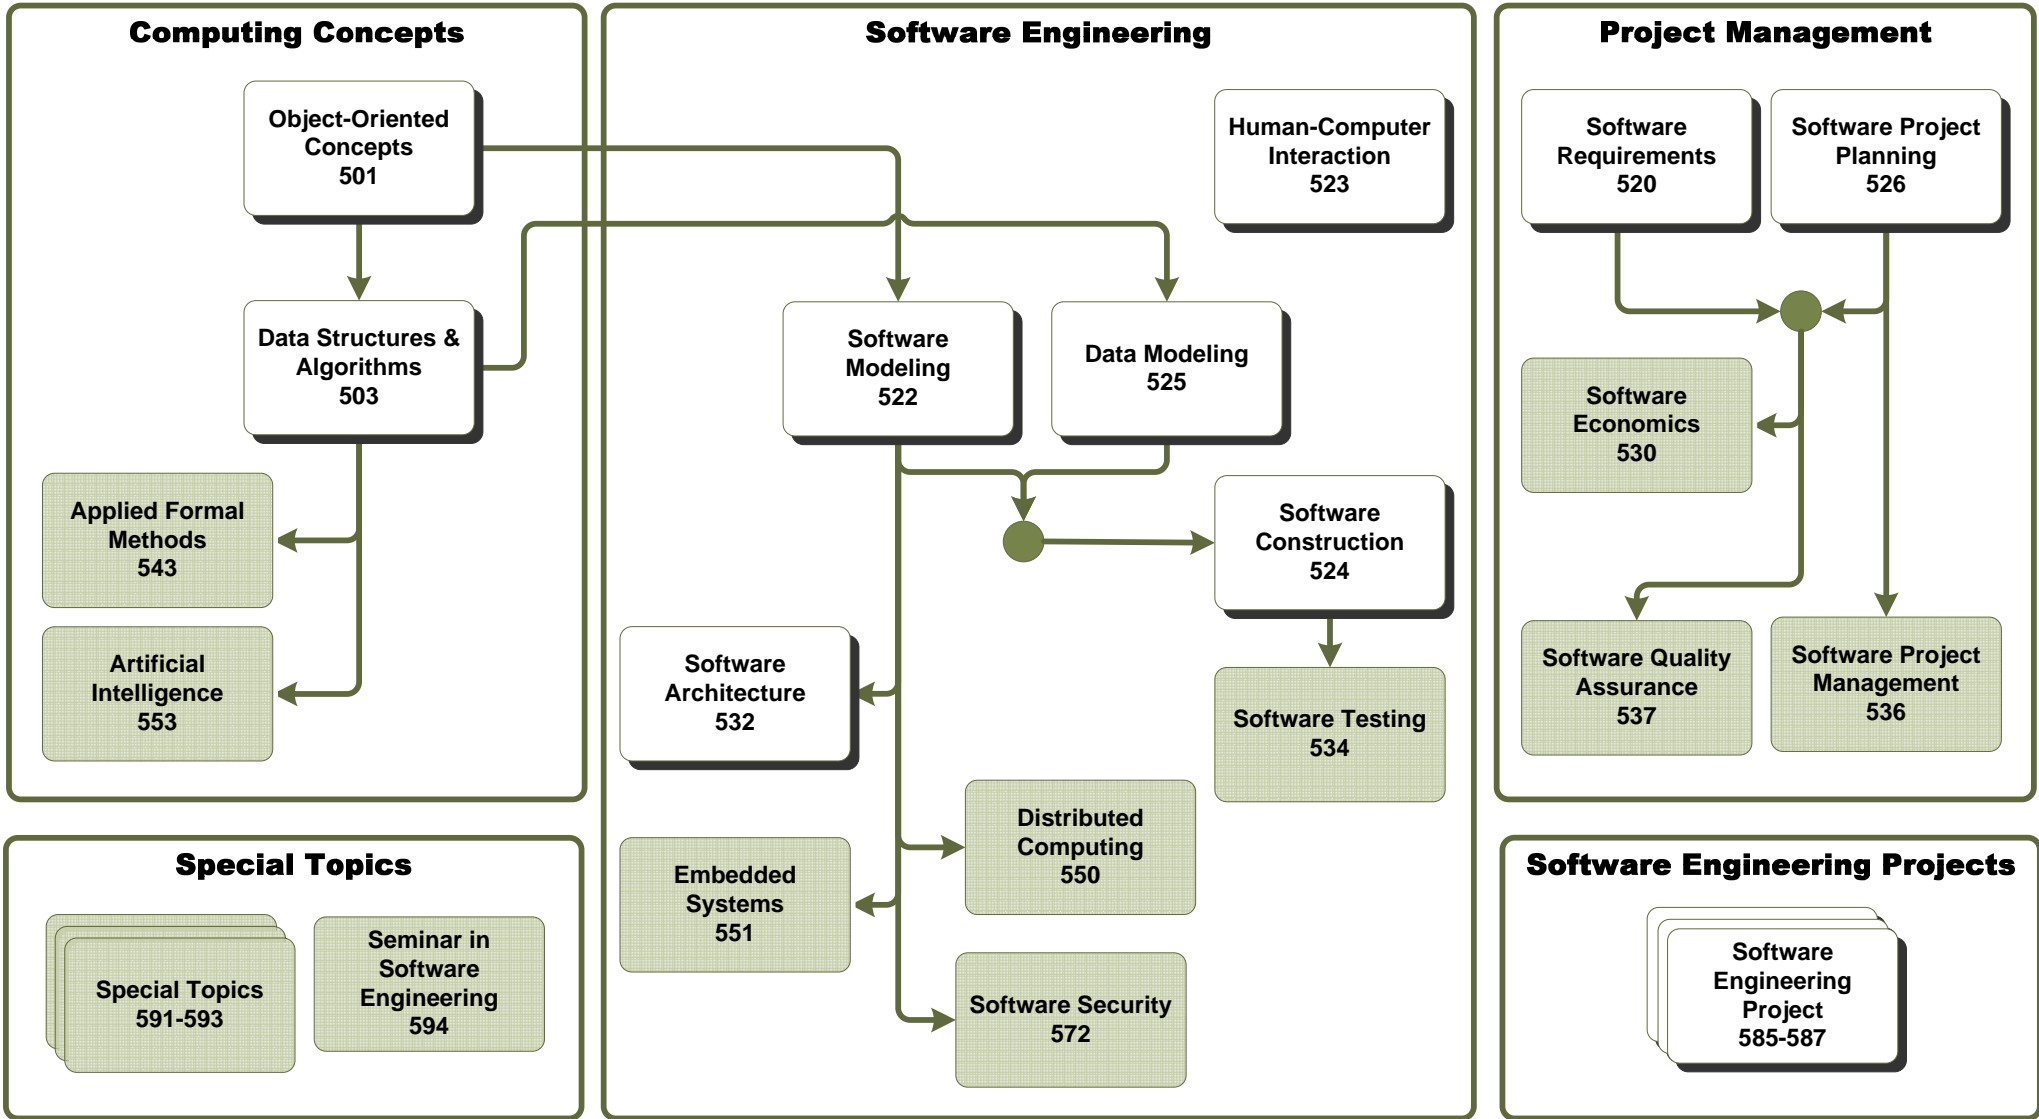 Computing Concepts
Object-Oriented
Concepts
501
Data Structures &
Algorithms
503
Applied Formal
Methods
543
Artificial
Intelligence
553
Special Topics
Special Topics
591-593
Seminar in
Software
Engineering
594
Software Engineering
Human-Computer
Interaction
523
Software
Modeling
522
Data Modeling
525
Software
Construction
524
Software
Architecture
532
Software Testing
534
Distributed
Computing
550
Embedded
Systems
551
Software Security
572
Project Management
Software
Requirements
520
Software Project
Planning
526
Software
Economics
530
Software Quality
Assurance
537
Software Project
Management
536
Software Engineering Projects
Software
Engineering
Project
585-587